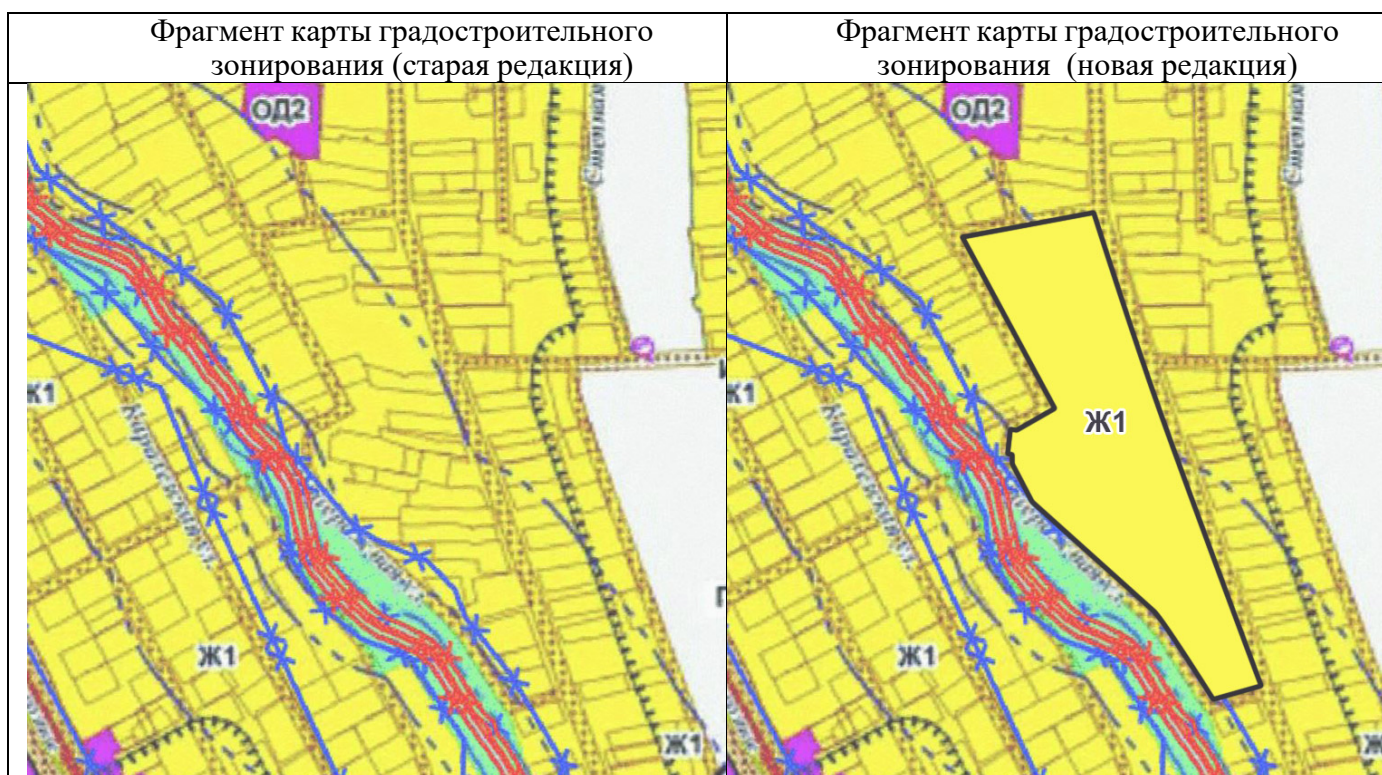 Фрагмент карты градостроительного
зонирования (старая редакция)
Фрагмент карты градостроительного
зонирования (новая редакция)
ОД2
Ж1
Ж1
Ж1
ОД2
Ж1
Ж1
Ж1